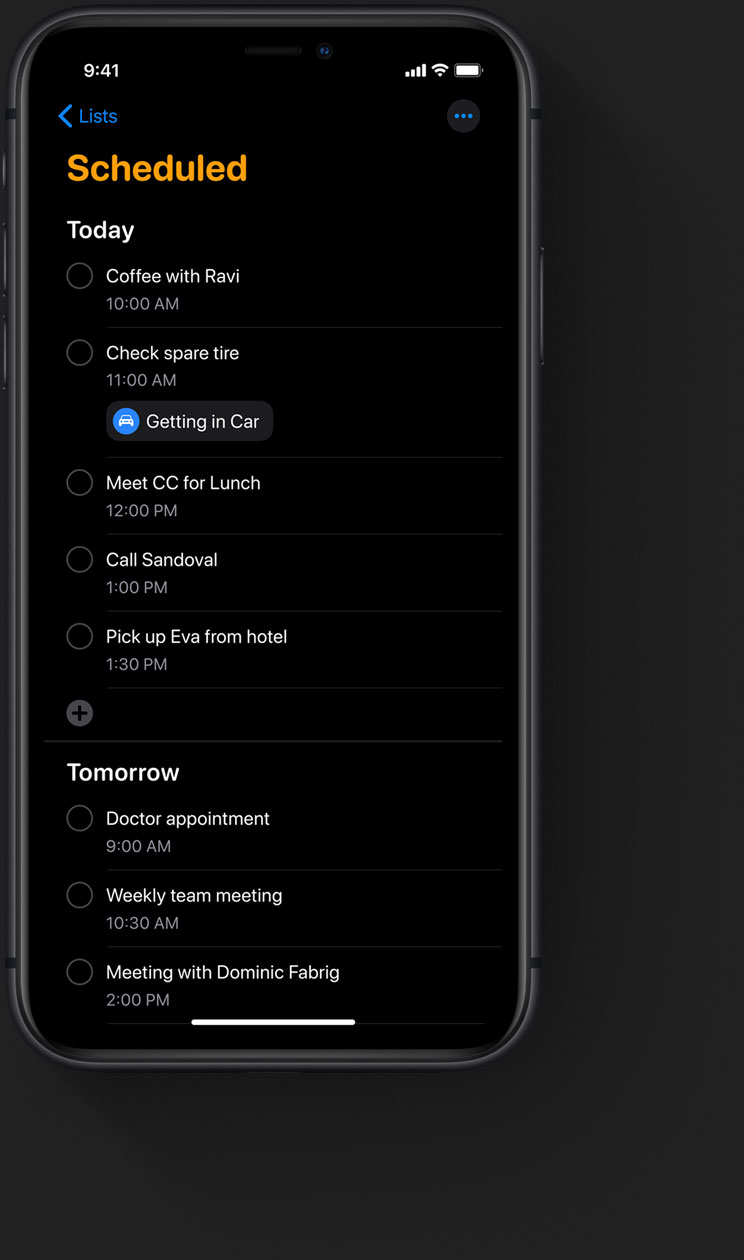 9:41
Lists
Scheduled
Today
Coffee with Ravi
10:00 AM
Check spare tire
11:00 AM
Getting in Car
Meet CC for Lunch
12:00 PM
Call Sandoval
1:00 PM
Pick up Eva from hotel
1:30 PM
Tomorrow
Doctor appointment
9:00 AM
Weekly team meeting
10:30 AM
Meeting with Dominic Fabrig
2:00 PM